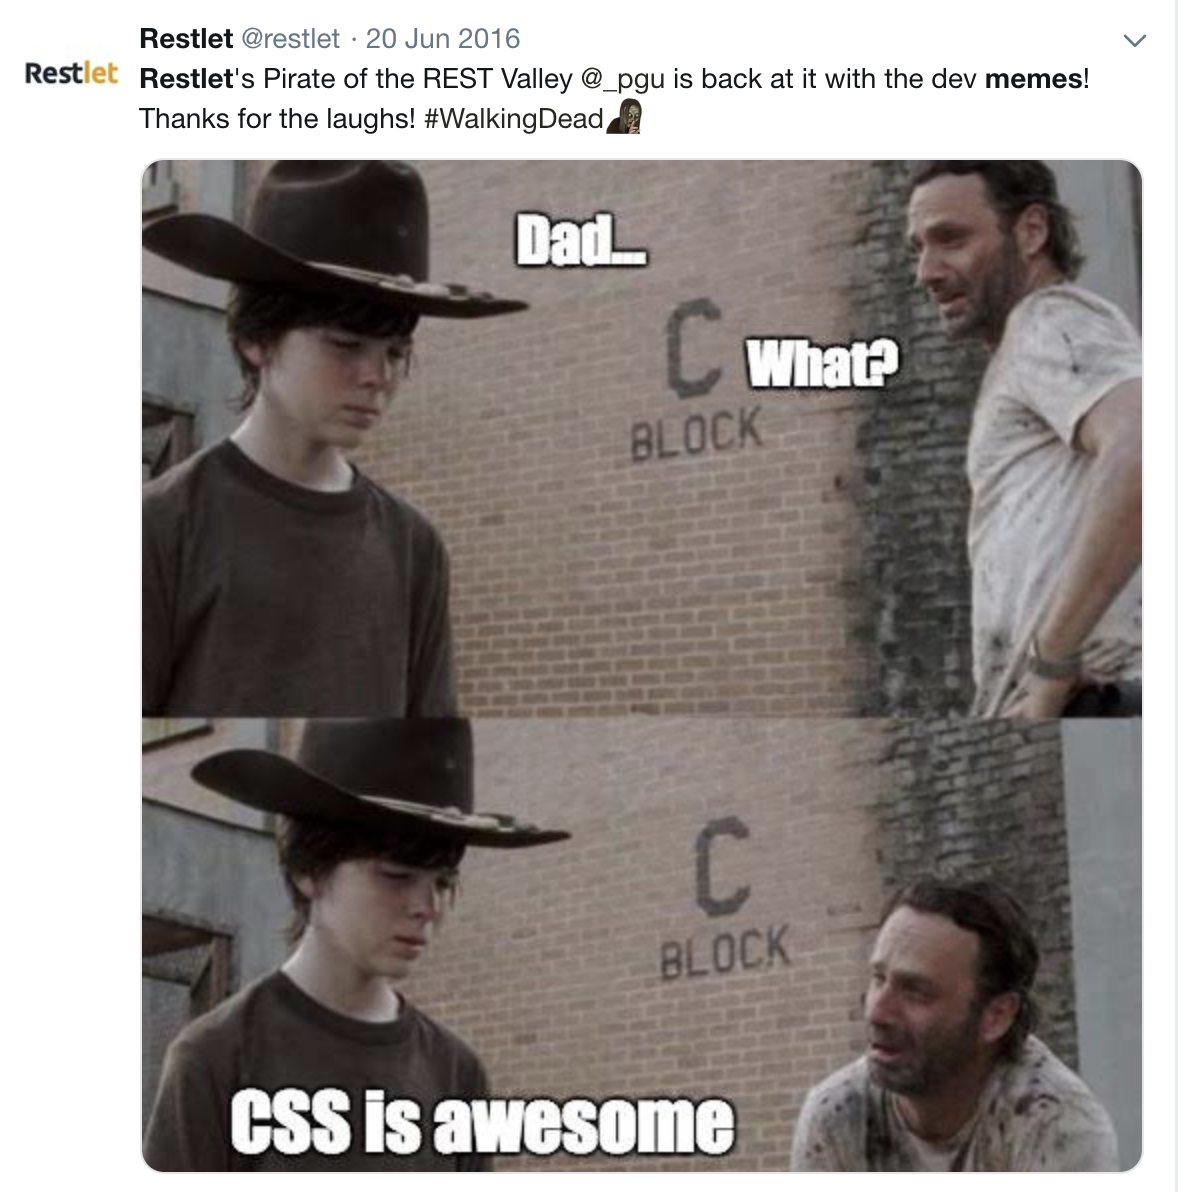 Restlet @restlet · 20 Jun 2016
Restlet
Restlet's Pirate of the REST Valley @_pgu is back at it with the dev memes!
Thanks for the laughs! #WalkingDead
Dad...
What?
C
BLOCK
C
BLOCK
CSS is awesome